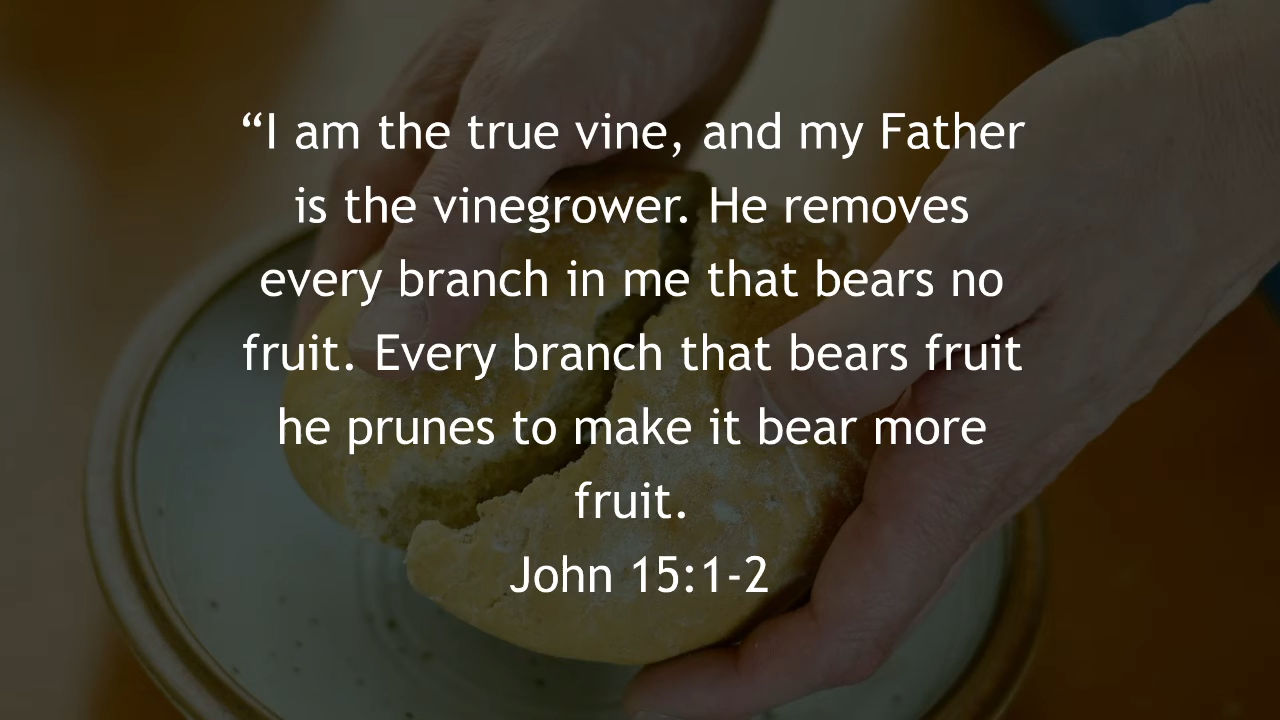 “I am the true vine, and my Father
is the vinegrower. He removes
every branch in me that bears no
fruit. Every branch that bears fruit
he prunes to make it bear more
fruit.
John 15:1-2